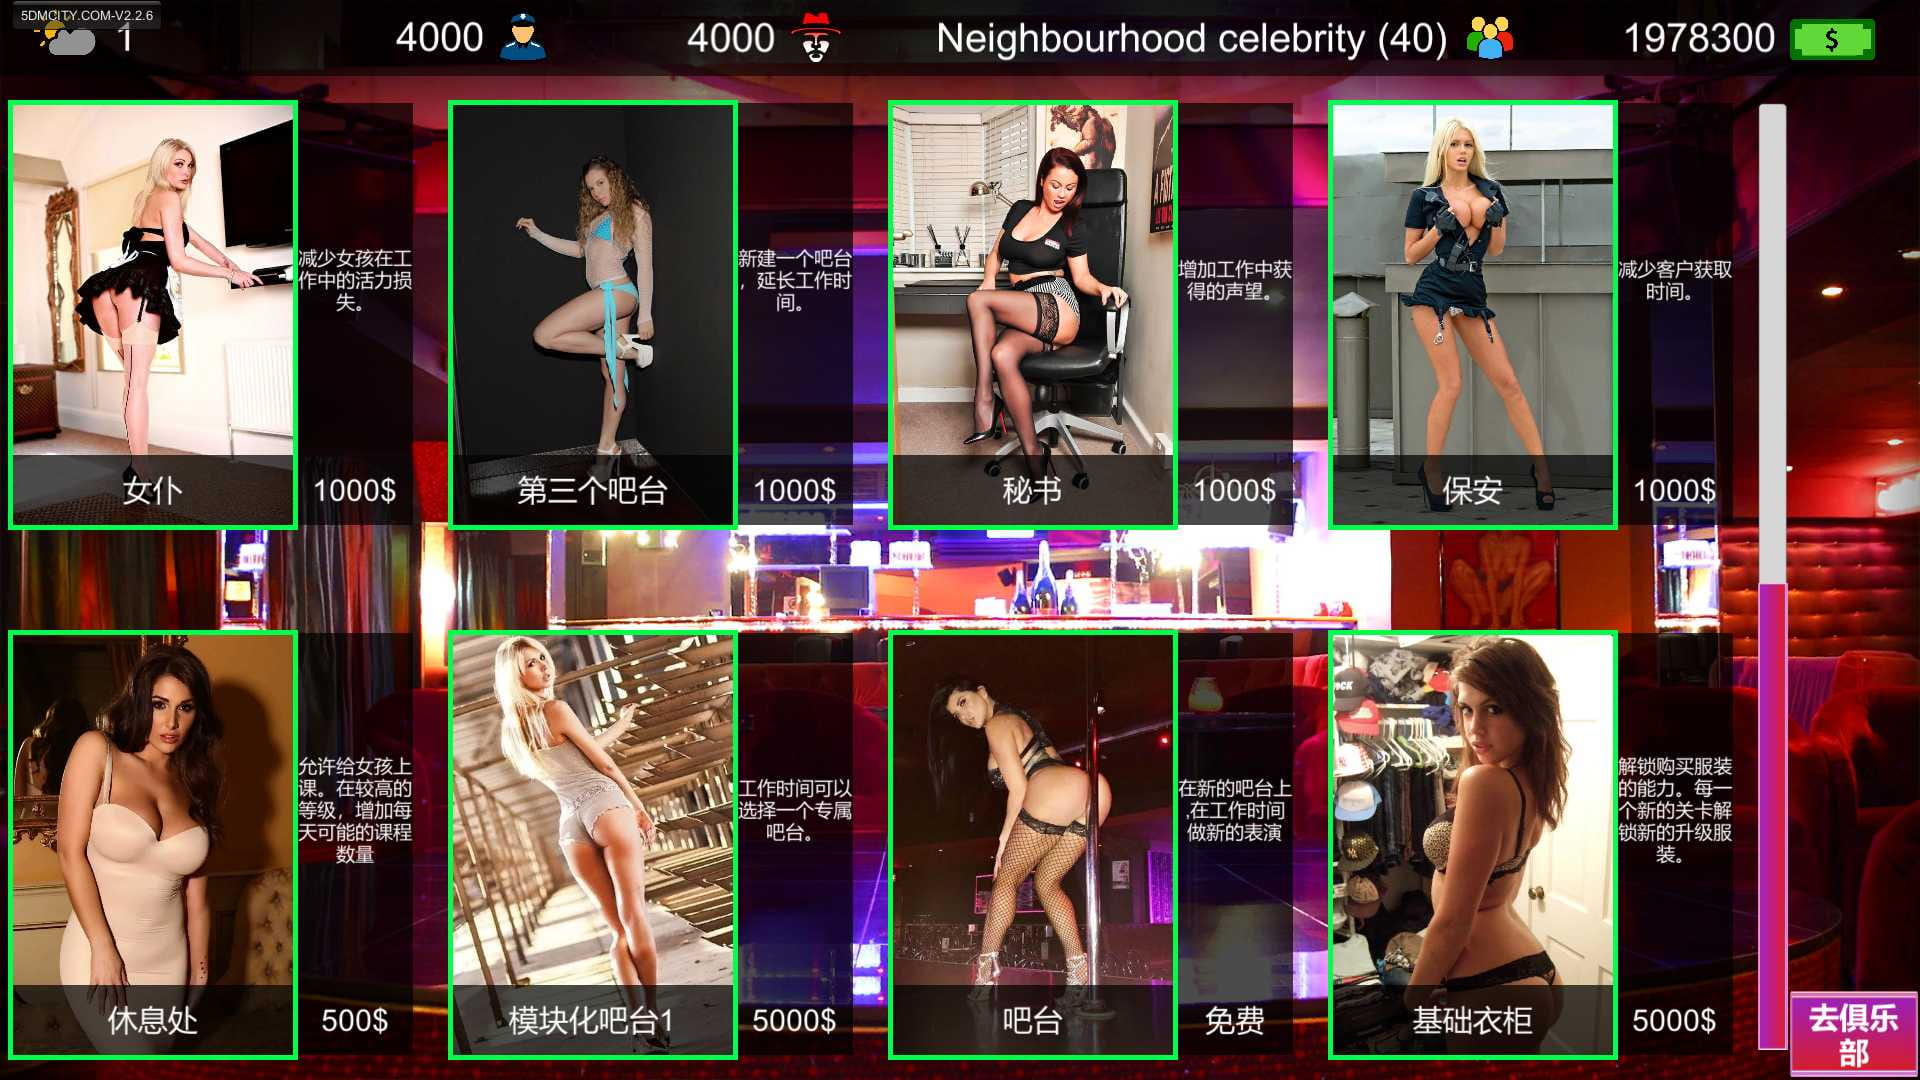 5DMCITY.COM-V2.2.6
1
4000
4000
Neighbourhood celebrity (40)
1978300
减少女孩在工
作中的活力损
失。
女仆
1000$
新建一个吧台
，延长工作时
间。
第三个吧台
1000$
增加工作中获
得的声望。
秘书
1000$
减少客户获取
时间。
保安
1000$
允许给女孩上
课。在较高的
等级，增加每
天可能的课程
数量
休息处
500$
工作时间可以
选择一个专属
吧台。
模块化吧台1
5000$
在新的吧台上
,在工作时间
做新的表演
吧台
免费
解锁购买服装
的能力。每一
个新的关卡解
锁新的升级服
装。
基础衣柜
5000$
去俱乐
部